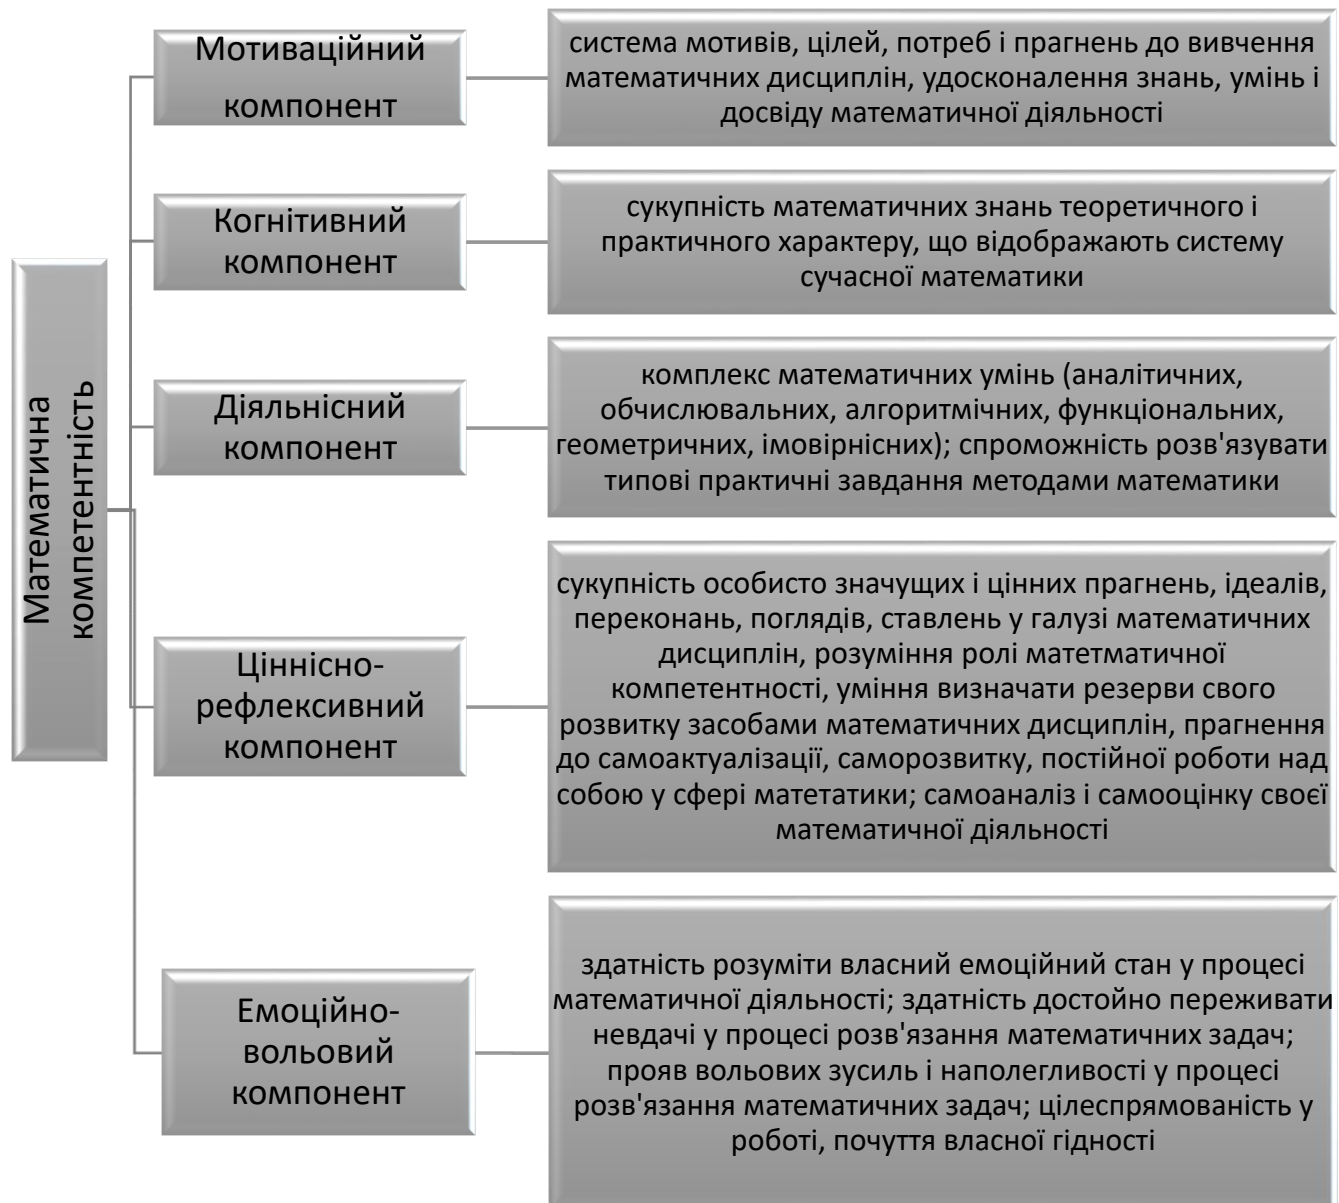 Математична
компетентність
Мотиваційний
компонент
система мотивів, цілей, потреб і прагнень до вивчення
математичних дисциплін, удосконалення знань, умінь і
досвіду математичної діяльності
Когнітивний
компонент
сукупність математичних знань теоретичного і
практичного характеру, що відображають систему
сучасної математики
Діяльнісний
компонент
комплекс математичних умінь (аналітичних,
обчислювальних, алгоритмічних, функціональних,
геометричних, імовірнісних); спроможність розв'язувати
типові практичні завдання методами математики
Ціннісно-
рефлексивний
компонент
сукупність особисто значущих і цінних прагнень, ідеалів,
переконань, поглядів, ставлень у галузі математичних
дисциплін, розуміння ролі матетматичної
компетентності, уміння визначати резерви свого
розвитку засобами математичних дисциплін, прагнення
до самоактуалізації, саморозвитку, постійної роботи над
собою у сфері матетатики; самоаналіз і самооцінку своєї
математичної діяльності
Емоційно-
вольовий
компонент
здатність розуміти власний емоційний стан у процесі
математичної діяльності; здатність достойно переживати
невдачі у процесі розв'язання математичних задач;
прояв вольових зусиль і наполегливості у процесі
розв'язання математичних задач; цілеспрямованість у
роботі, почуття власної гідності